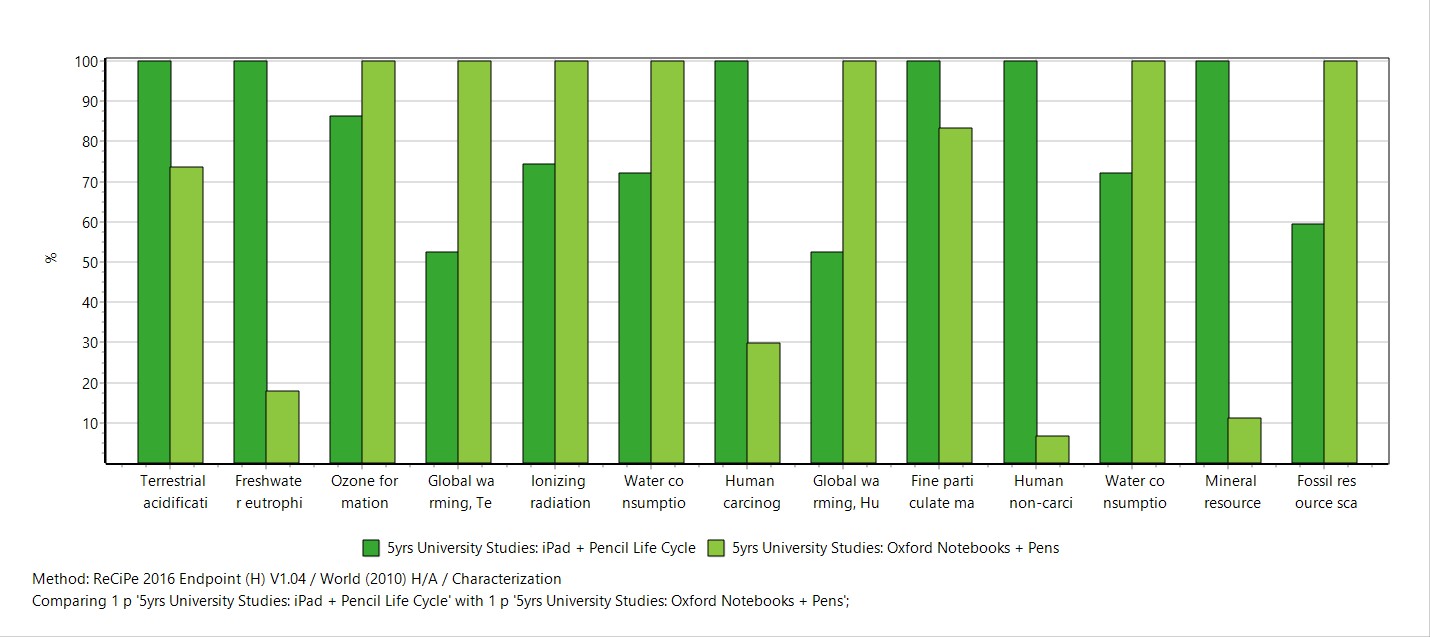 100
90
80
70
60
50
40
30
20
10
%
Terrestrial acidificati
Freshwate r eutrophi
Ozone for mation
Global wa rming, Te
Ionizing radiation
Water co nsumptio
Human carcinog
Global wa rming, Hu
Fine parti culate ma
Human non-carci
Water co nsumptio
Mineral resource
Fossil res ource sca
5yrs University Studies: iPad + Pencil Life Cycle
5yrs University Studies: Oxford Notebooks + Pens
Method: ReCiPe 2016 Endpoint (H) V1.04 / World (2010) H/A / Characterization
Comparing 1 p '5yrs University Studies: iPad + Pencil Life Cycle' with 1 p '5yrs University Studies: Oxford Notebooks + Pens';